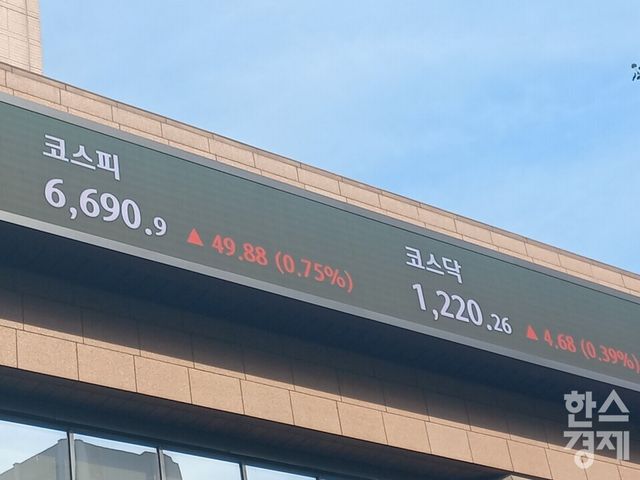 코스피
6,690.9 ▲ 49.88 (0.75%)
코스닥
1,220.26 ▲ 4.68 (0.39%)
한스
경제